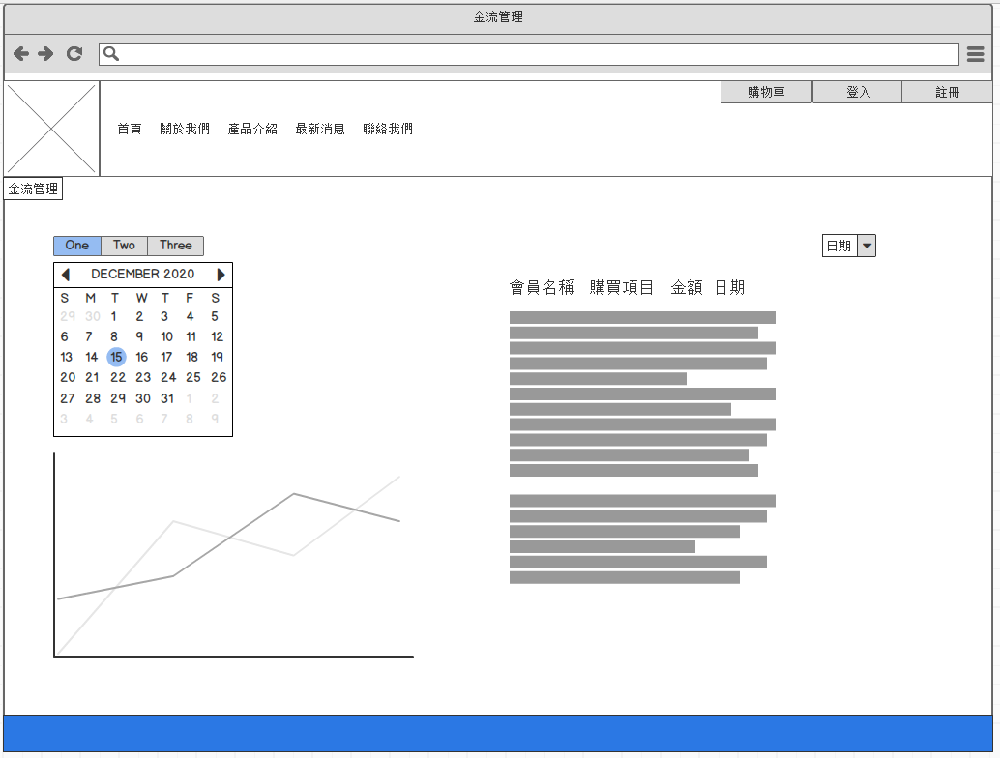 金流管理
購物車 登入 註冊
首頁 關於我們 產品介紹 最新消息 聯絡我們
金流管理
One Two Three
日期
DECEMBER 2020
S M T W T F S
29 30 1 2 3 4 5
6 7 8 9 10 11 12
13 14 15 16 17 18 19
20 21 22 23 24 25 26
27 28 29 30 31 1 2
3 4 5 6 7 8 9
會員名稱 購買項目 金額 日期